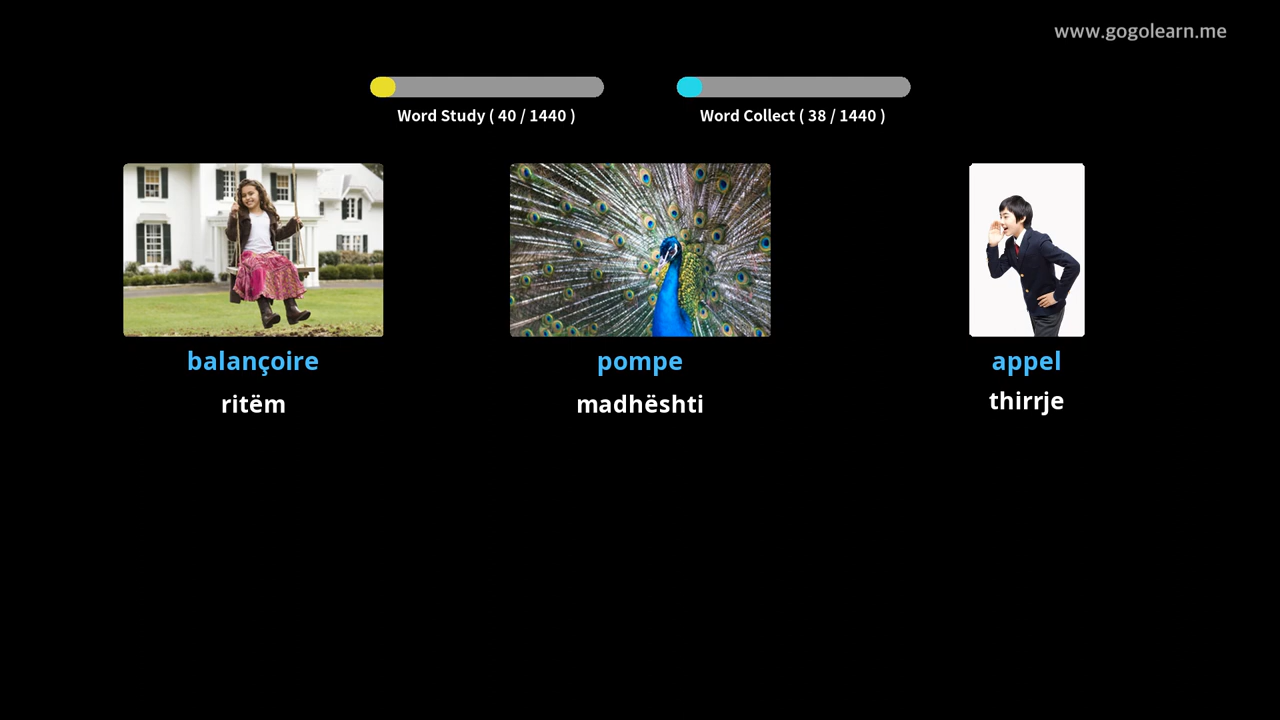 www.gogolearn.me
Word Study ( 40 / 1440 )
Word Collect ( 38 / 1440 )
balançoire
pompe
appel
ritëm
madhështi
thirrje